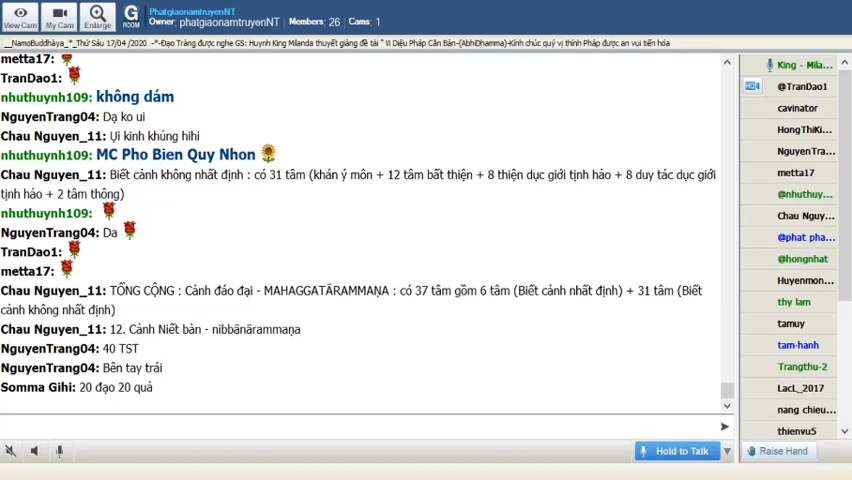 View Cam
My Cam
Enlarge
G
ROOM
PhatgiaonamtruyenNT
Owner: phatgiaonamtruyenNT Members: 26 Cams: 1
__NamoBuddhàya_*_Thứ Sáu 17/04 /2020 -*-Đạo Tràng được nghe GS: Huynh King Milanda thuyết giảng đề tài " Vi Diệu Pháp Căn Bản-(AbhiDhamma)-Kính chúc quý vị thính Pháp được an vui tiến hóa
metta17:
TranDao1:
nhuthuynh109: không dám
NguyenTrang04: Dạ ko ui
Chau Nguyen_11: Ụi kinh khủng hihi
nhuthuynh109: MC Pho Bien Quy Nhon
Chau Nguyen_11: Biết cảnh không nhất định : có 31 tâm (khán ý môn + 12 tâm bất thiện + 8 thiện dục giới tịnh hảo + 8 duy tác dục giới
tịnh hảo + 2 tâm thông)
nhuthuynh109:
NguyenTrang04: Da
TranDao1:
metta17:
Chau Nguyen_11: TỔNG CỘNG : Cảnh đáo đại - MAHAGGATĀRAMMAṆA : có 37 tâm gồm 6 tâm (Biết cảnh nhất định) + 31 tâm (Biết
cảnh không nhất định)
Chau Nguyen_11: 12. Cảnh Niết bàn - nibbānārammaṇa
NguyenTrang04: 40 TST
NguyenTrang04: Bên tay trái
Somma Gihi: 20 đạo 20 quả
King - Mila...
HD
@TranDao1
cavinator
HongThiKi...
NguyenTra...
metta17
@nhuthuy...
Chau Nguy...
@phat pha...
@hongnhat
Huyenmon...
thy lam
tamuy
tam-hanh
Trangthu-2
LacL_2017
nang chieu...
thienvu5
Hold to Talk
Raise Hand